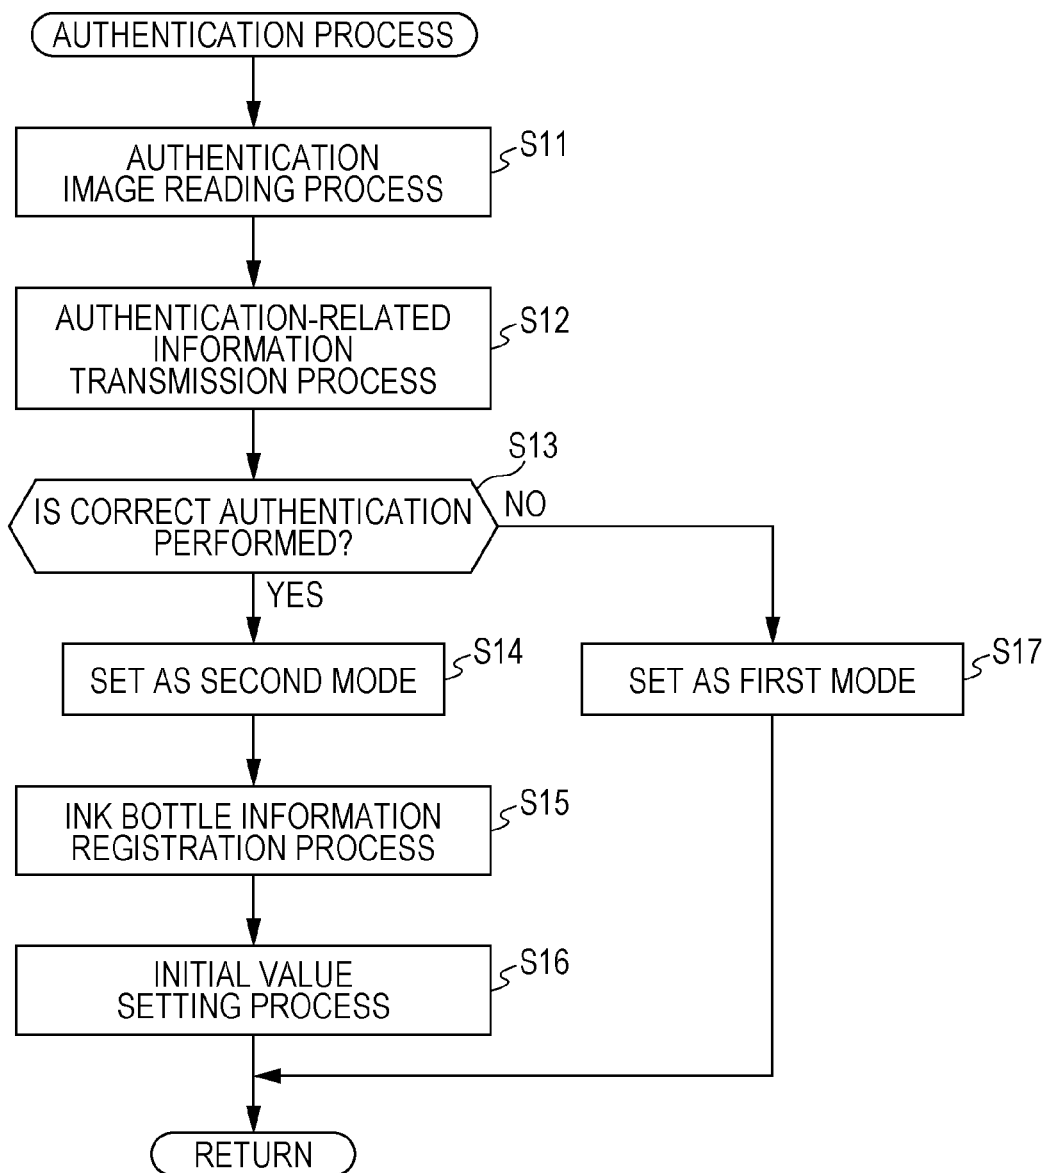 AUTHENTICATION PROCESS
S11
AUTHENTICATION
IMAGE READING PROCESS
S12
AUTHENTICATION-RELATED
INFORMATION
TRANSMISSION PROCESS
S13
IS CORRECT AUTHENTICATION
PERFORMED?
NO
YES
S14
SET AS SECOND MODE
S17
SET AS FIRST MODE
S15
INK BOTTLE INFORMATION
REGISTRATION PROCESS
S16
INITIAL VALUE
SETTING PROCESS
RETURN